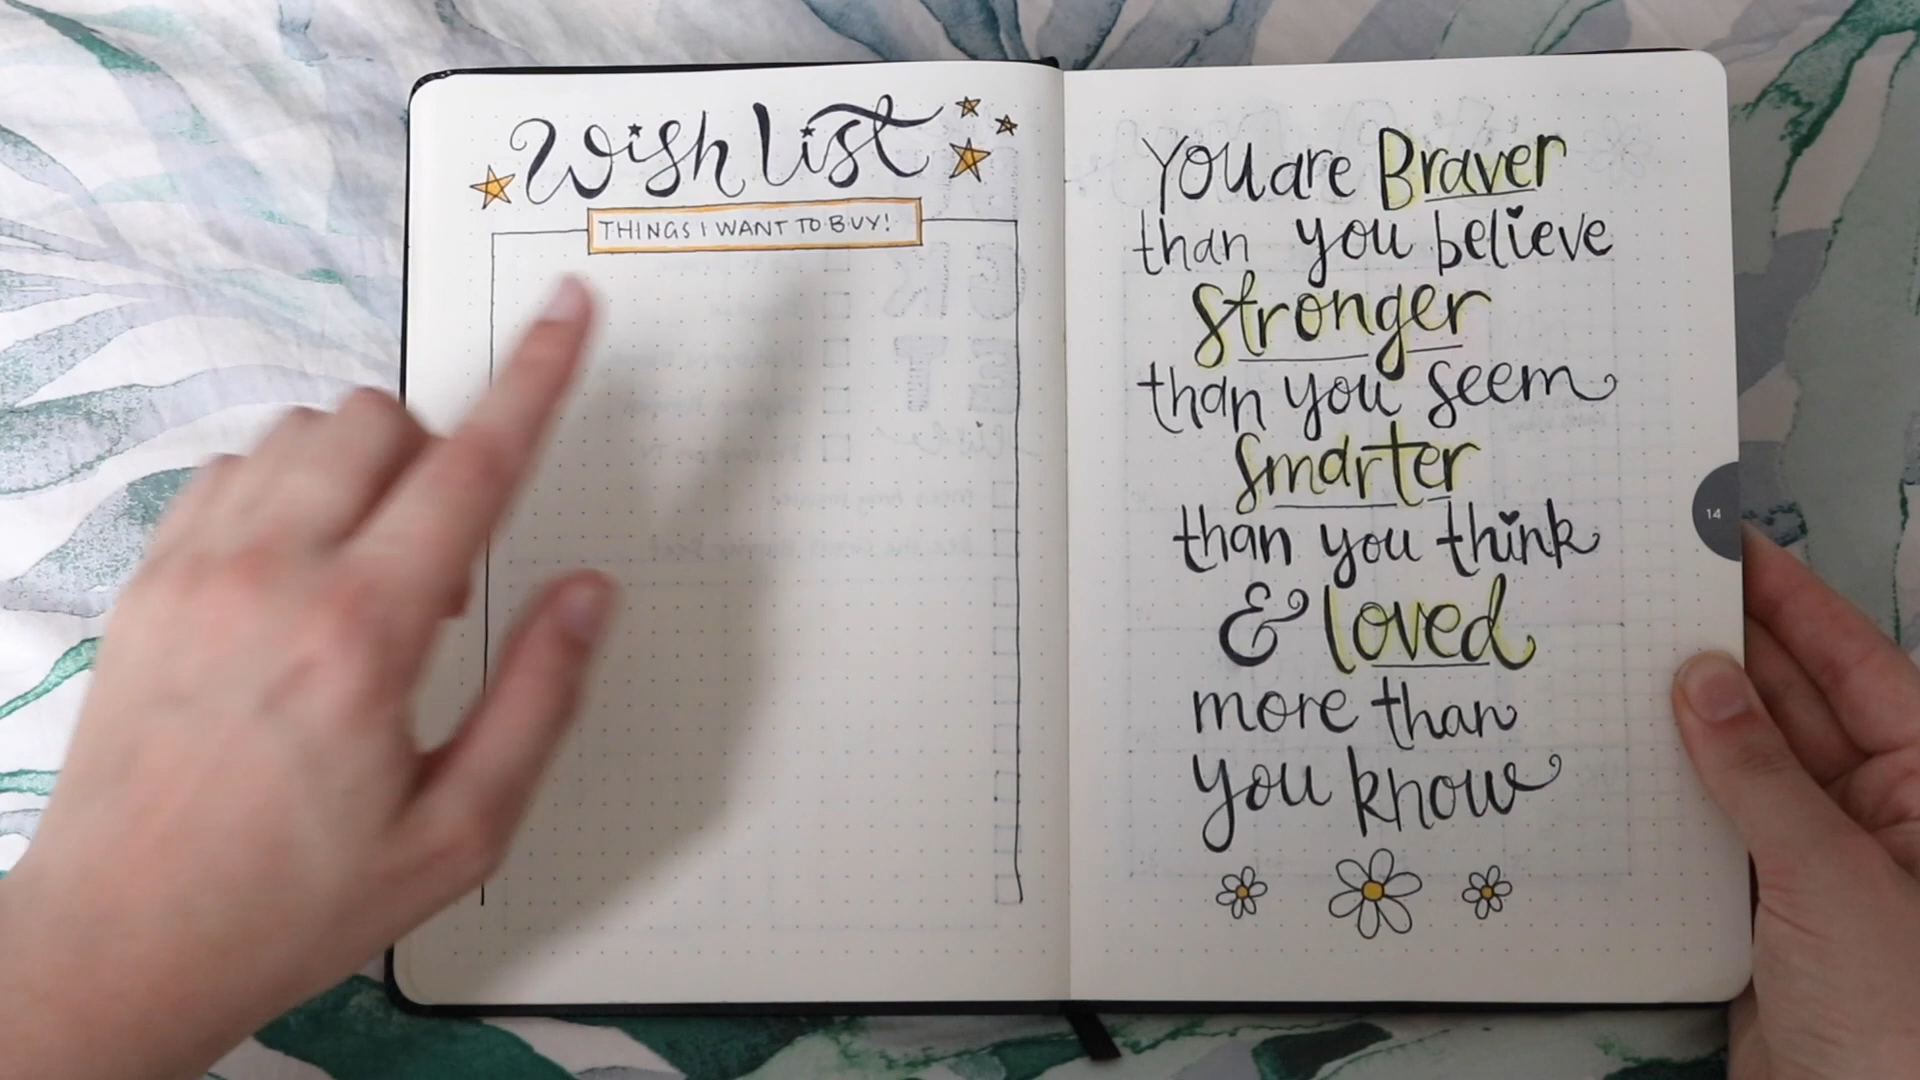 Wish list
THINGS I WANT TO BUY!
You are Braver
than you believe
stronger
than you seem
smarter
than you think
& loved
more than
you know
14